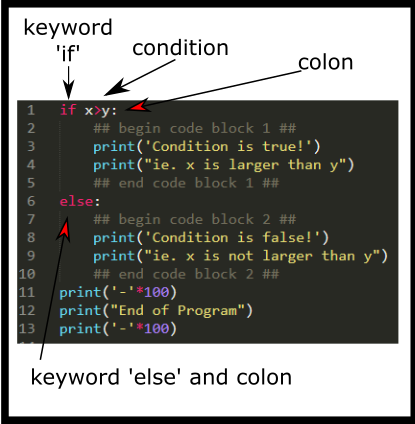 keyword
'if'
condition
colon
1 if x>y:
2 ## begin code block 1 ##
3 print('Condition is true!')
4 print("ie. x is larger than y")
5 ## end code block 1 ##
6 else:
7 ## begin code block 2 ##
8 print('Condition is false!')
9 print("ie. x is not larger than y")
10 ## end code block 2 ##
11 print('-'*100)
12 print("End of Program")
13 print('-'*100)
keyword 'else' and colon